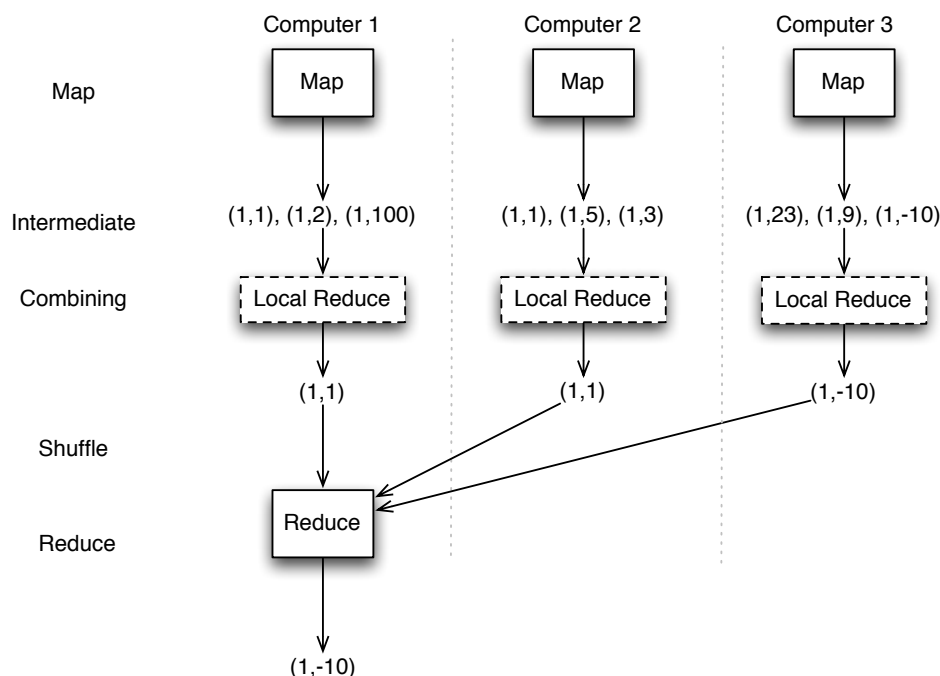 Computer 1
Computer 2
Computer 3
Map
Map
Map
Map
Intermediate
(1,1), (1,2), (1,100)
(1,1), (1,5), (1,3)
(1,23), (1,9), (1,-10)
Combining
Local Reduce
Local Reduce
Local Reduce
(1,1)
(1,1)
(1,-10)
Shuffle
Reduce
Reduce
(1,-10)